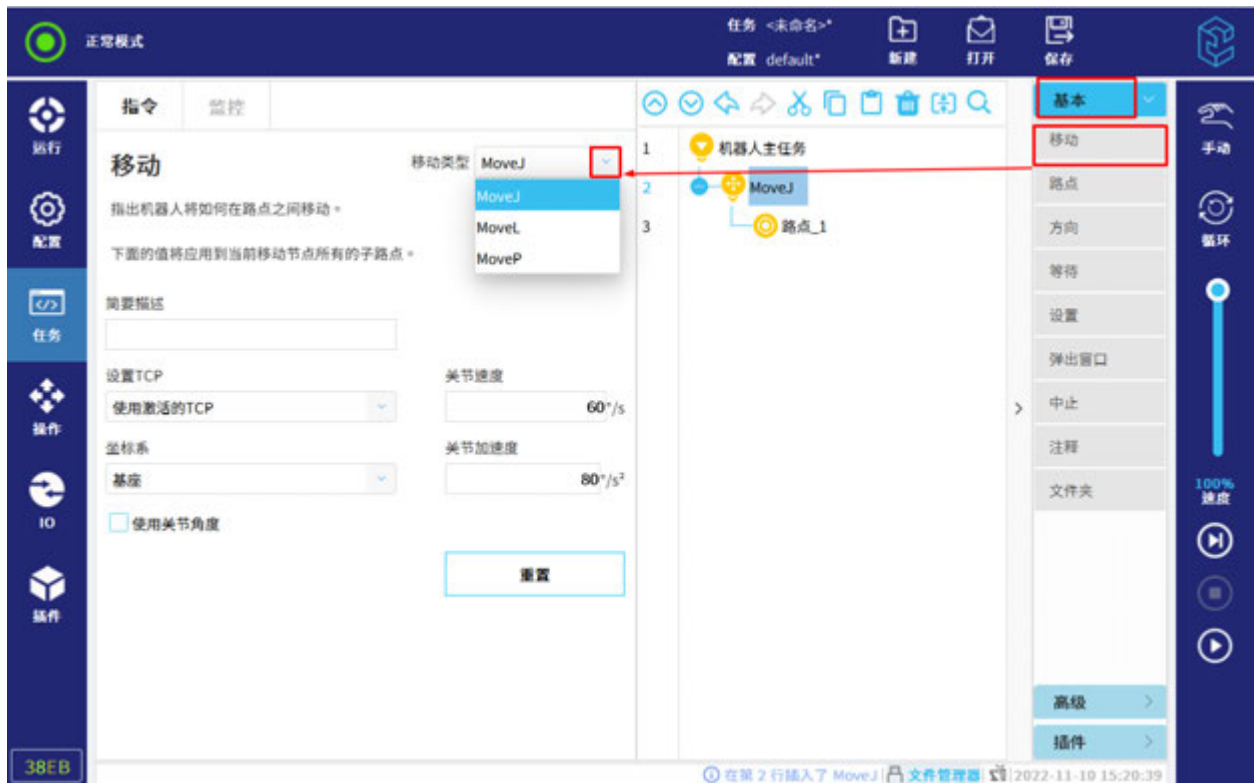 正常模式
任务 <未命名>*
配置 default*
新建
打开
保存
运行
配置
任务
操作
IO
插件
38EB
指令
监控
移动
移动类型 MoveJ
MoveJ
MoveL
MoveP
指出机器人将如何在路点之间移动。
下面的值将应用到当前移动节点所有的子路点。
简要描述
设置TCP
使用激活的TCP
关节速度
60°/s
坐标系
基座
关节加速度
80°/s²
使用关节角度
重置
1 机器人主任务
2 MoveJ
3 路点_1
基本
移动
路点
方向
等待
设置
弹出窗口
中止
注释
文件夹
高级
插件
手动
循环
100%
速度
在第 2 行插入了 MoveJ
文件管理器
2022-11-10 15:20:39